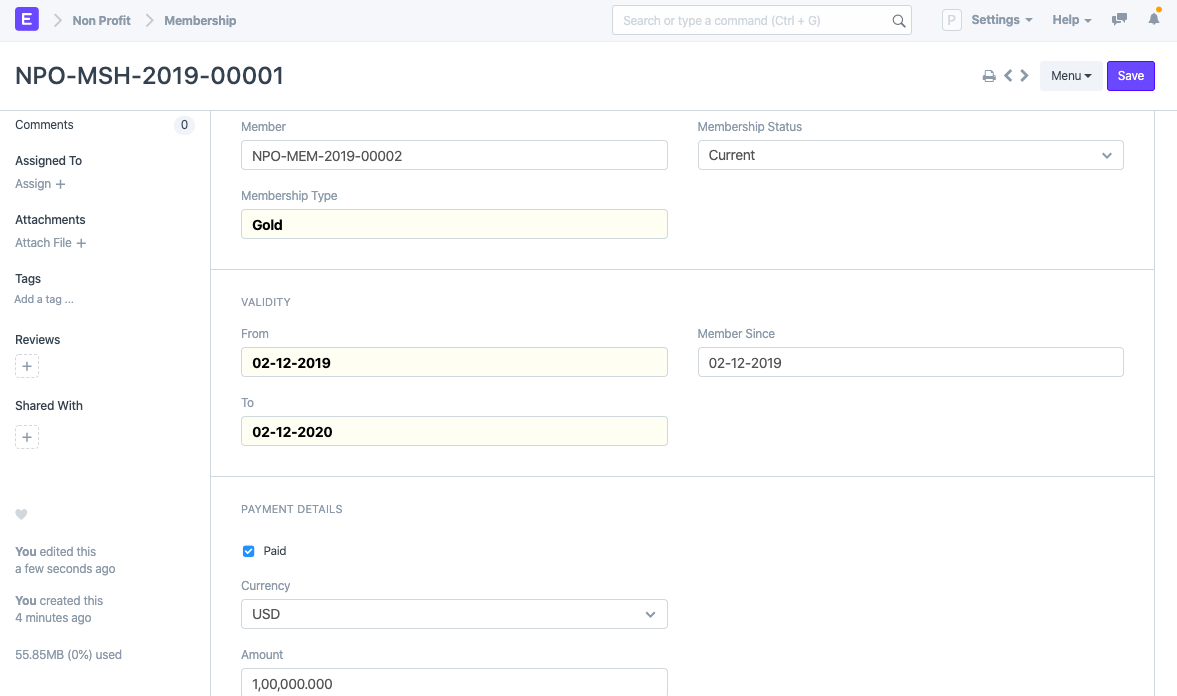 E Non Profit Membership Search or type a command (Ctrl + G) P Settings Help
NPO-MSH-2019-00001 Menu Save
Comments 0
Assigned To
Assign +
Attachments
Attach File +
Tags
Add a tag ...
Reviews
+
Shared With
+
You edited this
a few seconds ago
You created this
4 minutes ago
55.85MB (0%) used
Member
NPO-MEM-2019-00002
Membership Status
Current
Membership Type
Gold
VALIDITY
From
02-12-2019
Member Since
02-12-2019
To
02-12-2020
PAYMENT DETAILS
Paid
Currency
USD
Amount
1,00,000.000